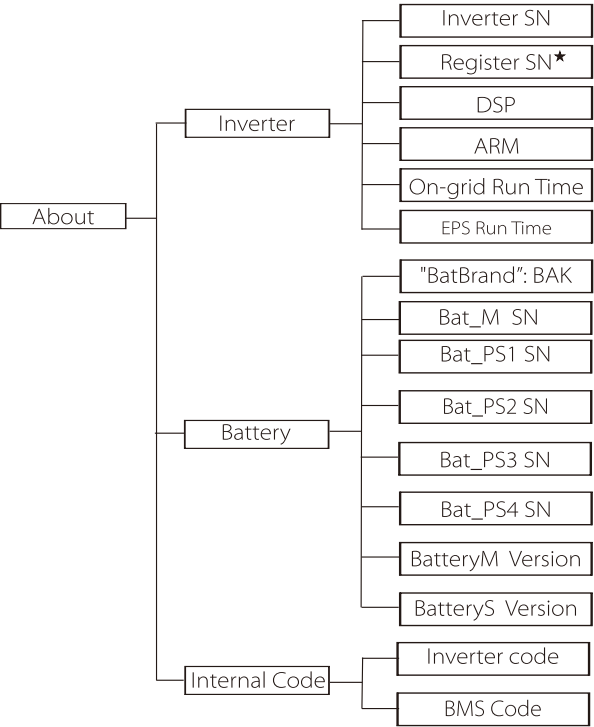 About
Inverter
Inverter SN
Register SN★
DSP
ARM
On-grid Run Time
EPS Run Time
Battery
"BatBrand”: BAK
Bat_M SN
Bat_PS1 SN
Bat_PS2 SN
Bat_PS3 SN
Bat_PS4 SN
BatteryM Version
BatteryS Version
Internal Code
Inverter code
BMS Code